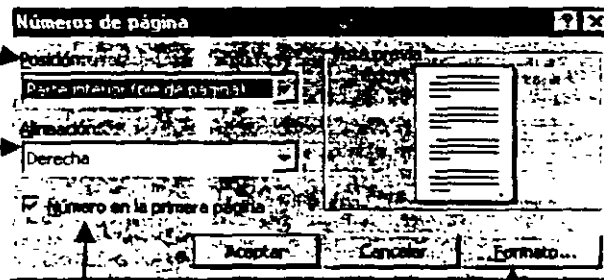 Números de página
Posición:
Parte inferior (pie de página)
Alineación:
Derecha
Número en la primera página
Aceptar
Cancelar
Formato...